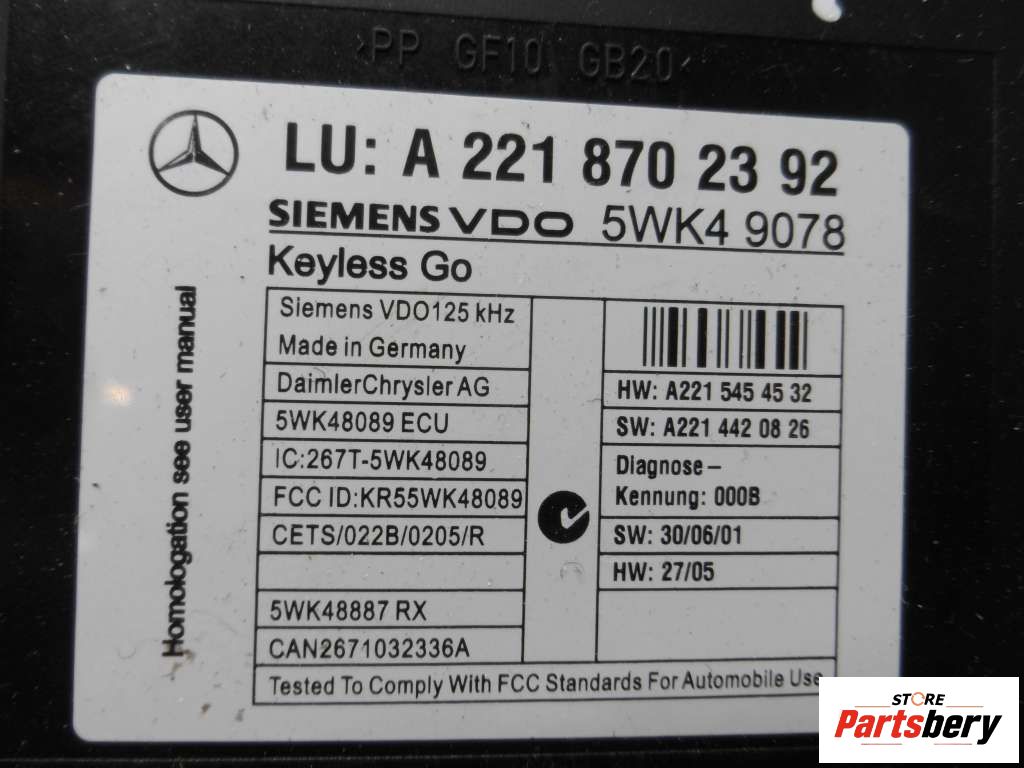 >PP GF10 GB20<
LU: A 221 870 23 92
SIEMENS VDO 5WK4 9078
Keyless Go
Homologation see user manual
Siemens VDO125 kHz
Made in Germany
DaimlerChrysler AG
5WK48089 ECU
IC:267T-5WK48089
FCC ID:KR55WK48089
CETS/022B/0205/R
5WK48887 RX
CAN2671032336A
HW: A221 545 45 32
SW: A221 442 08 26
Diagnose –
Kennung: 000B
SW: 30/06/01
HW: 27/05
Tested To Comply With FCC Standards For Automobile Use
STORE
Partsbery